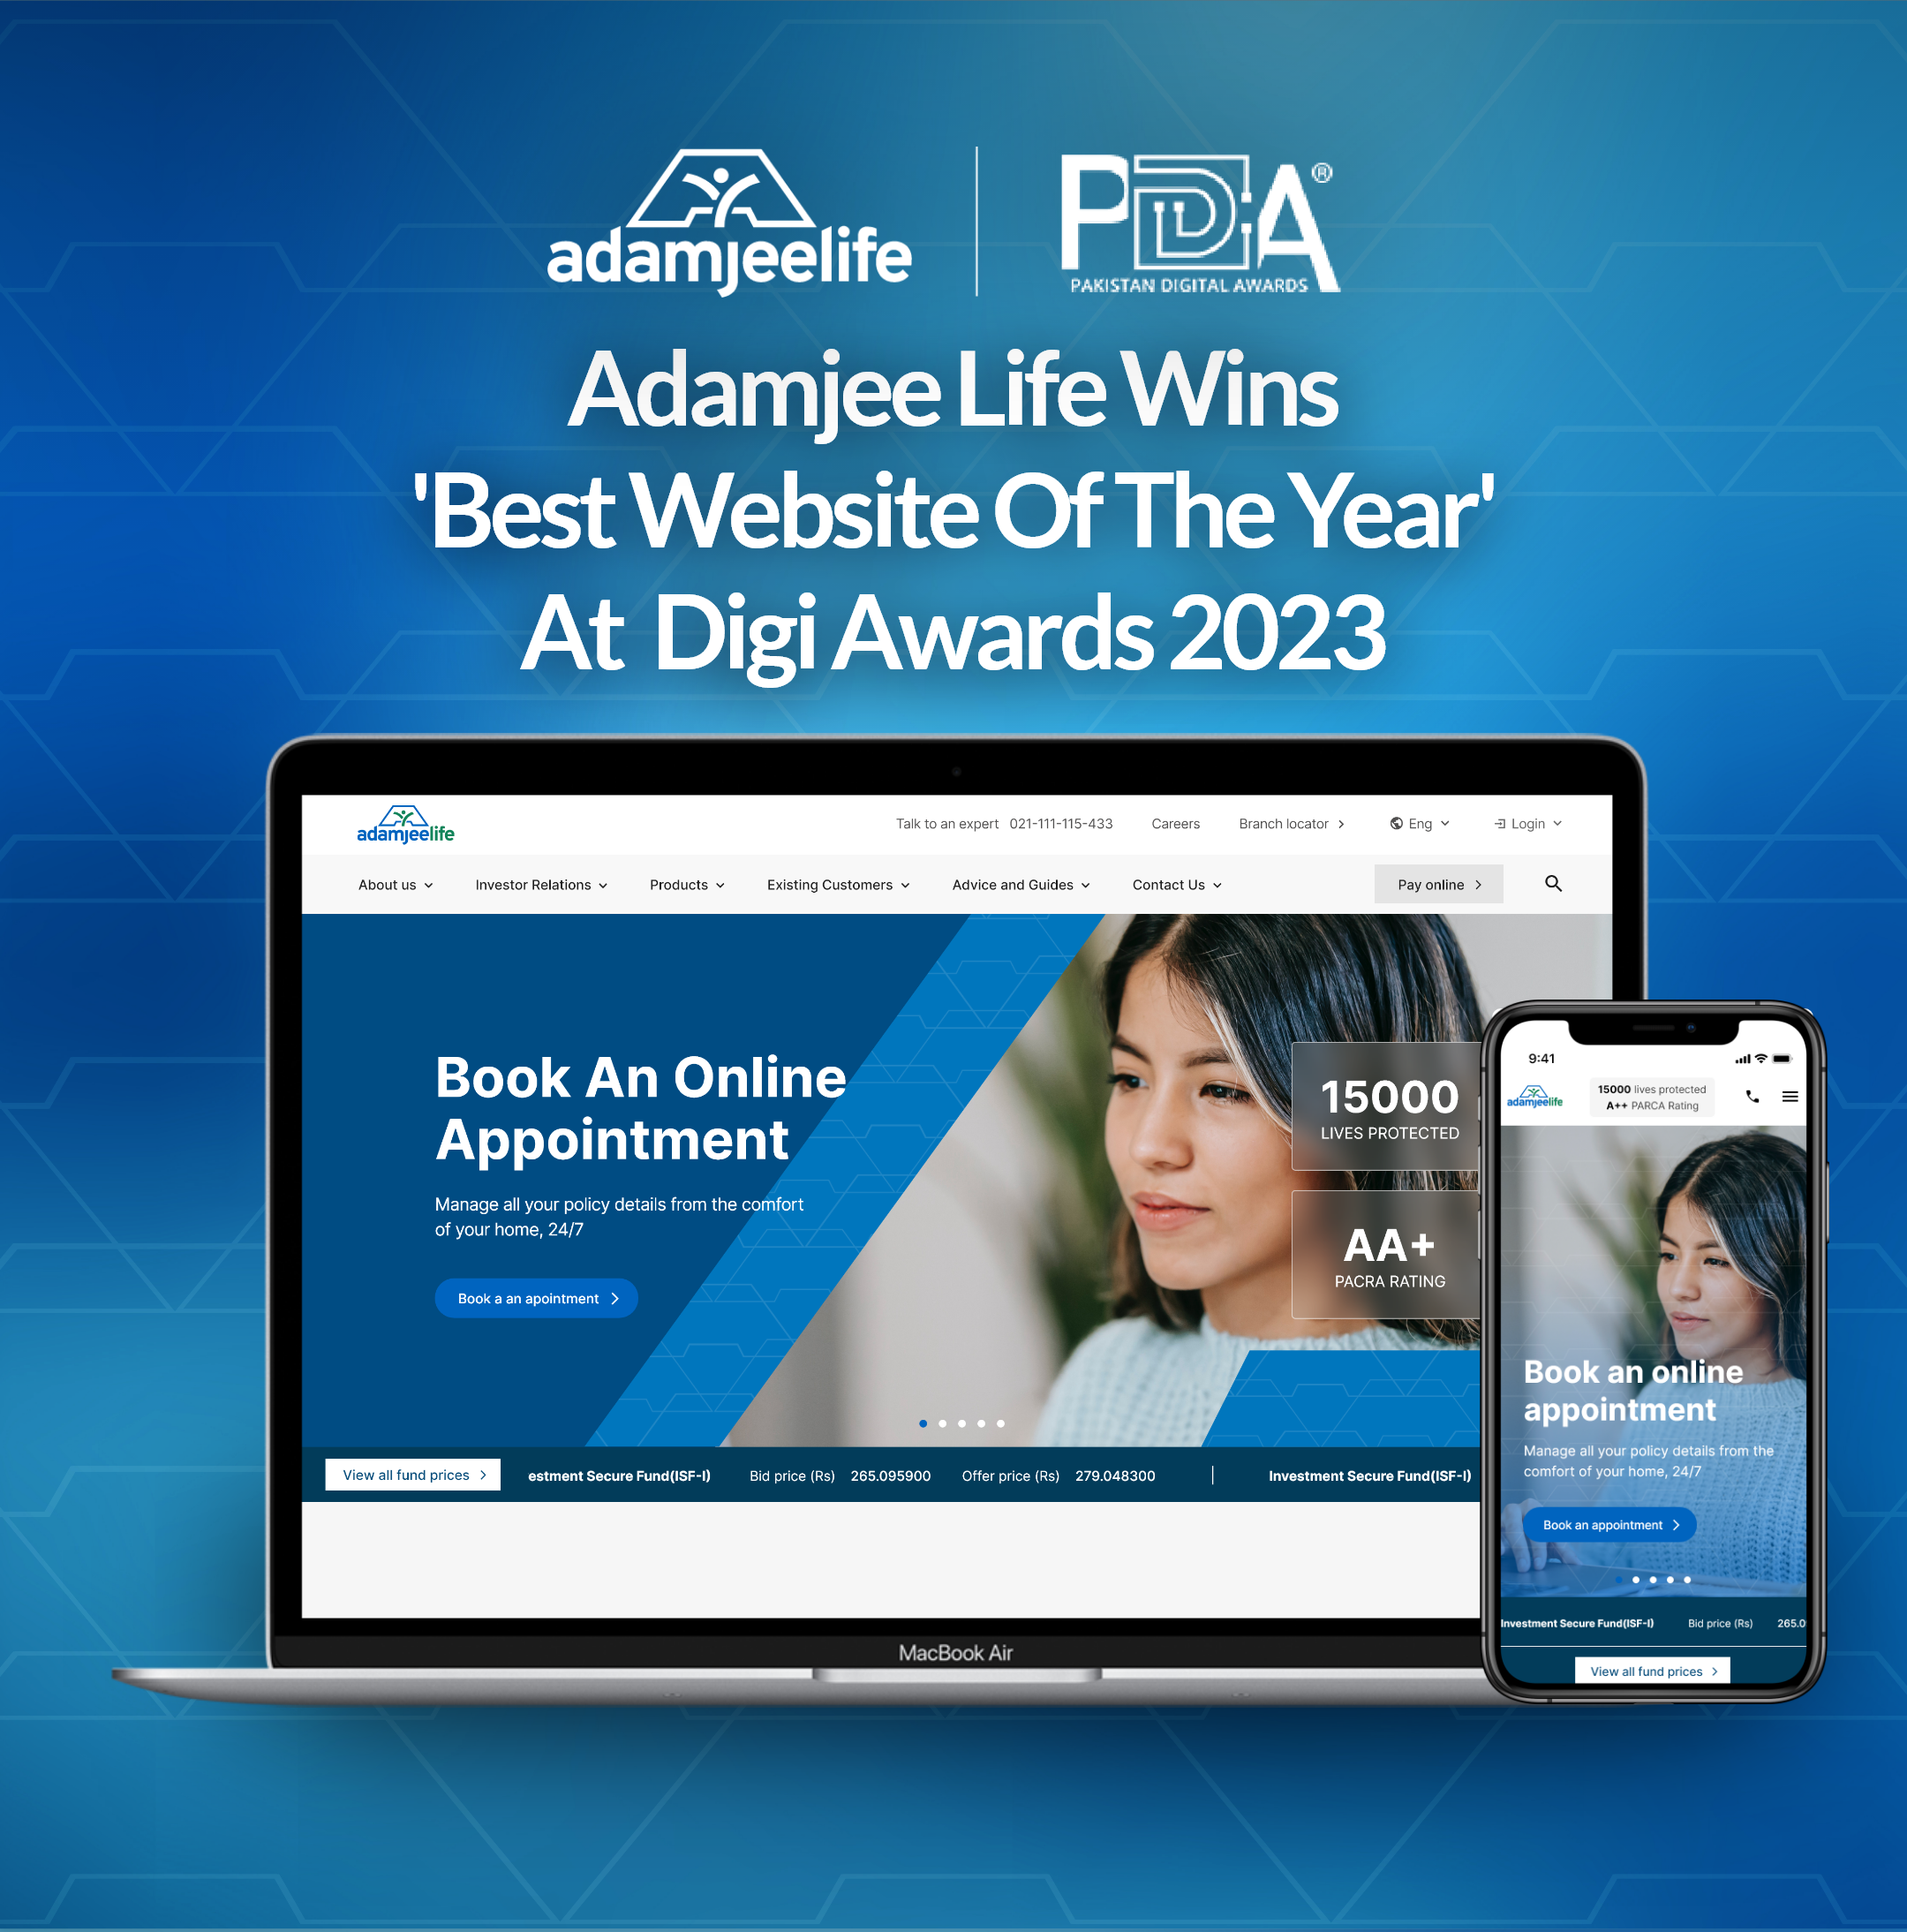 adamjeelife
PDA®
PAKISTAN DIGITAL AWARDS
Adamjee Life Wins
'Best Website Of The Year'
At Digi Awards 2023
adamjeelife
Talk to an expert 021-111-115-433 Careers Branch locator Eng Login
About us Investor Relations Products Existing Customers Advice and Guides Contact Us Pay online
Book An Online
Appointment
Manage all your policy details from the comfort
of your home, 24/7
Book a an apointment
15000
LIVES PROTECTED
AA+
PACRA RATING
View all fund prices estment Secure Fund(ISF-I) Bid price (Rs) 265.095900 Offer price (Rs) 279.048300 | Investment Secure Fund(ISF-I)
MacBook Air
9:41
adamjeelife
15000 lives protected
A++ PARCA Rating
Book an online
appointment
Manage all your policy details from the
comfort of your home, 24/7
Book an appointment
Investment Secure Fund(ISF-I) Bid price (Rs) 265.0
View all fund prices